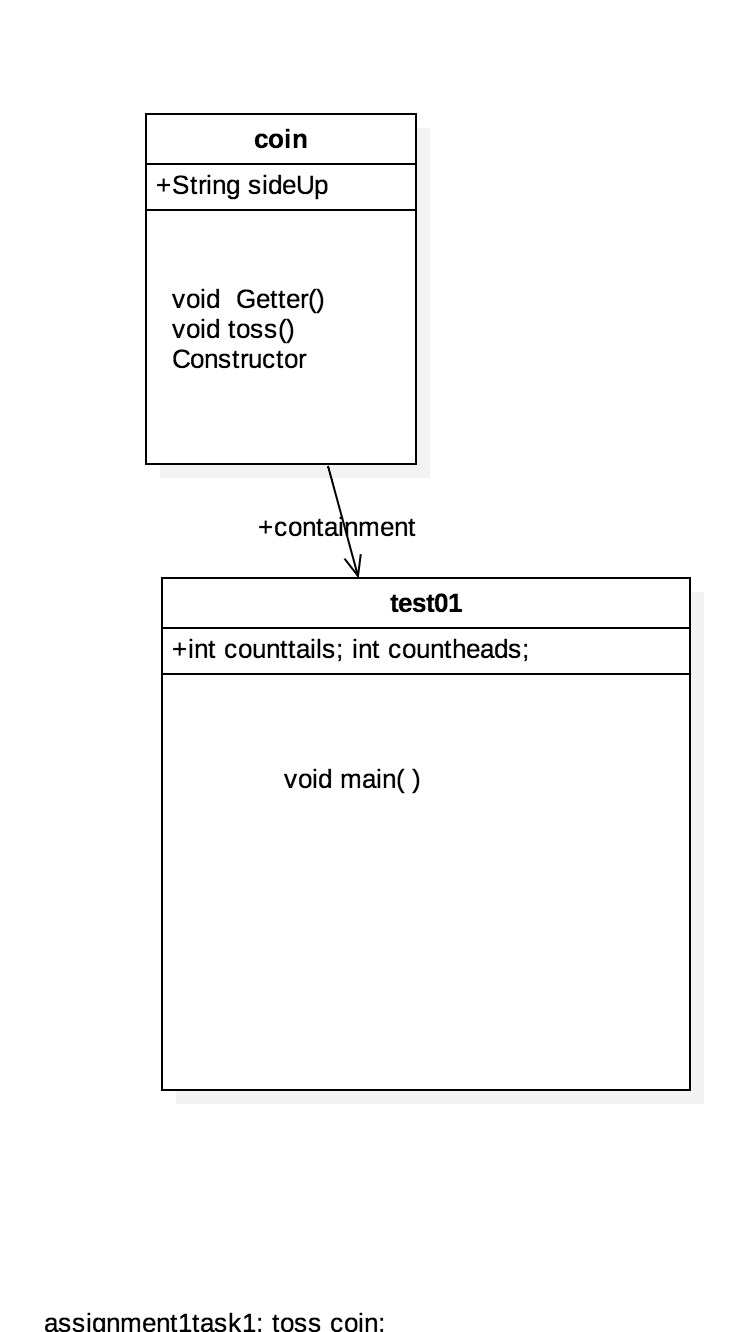 coin
+String sideUp
void  Getter()
void toss()
Constructor
+containment
test01
+int counttails; int countheads;
void main( )
assignment1task1: toss coin: